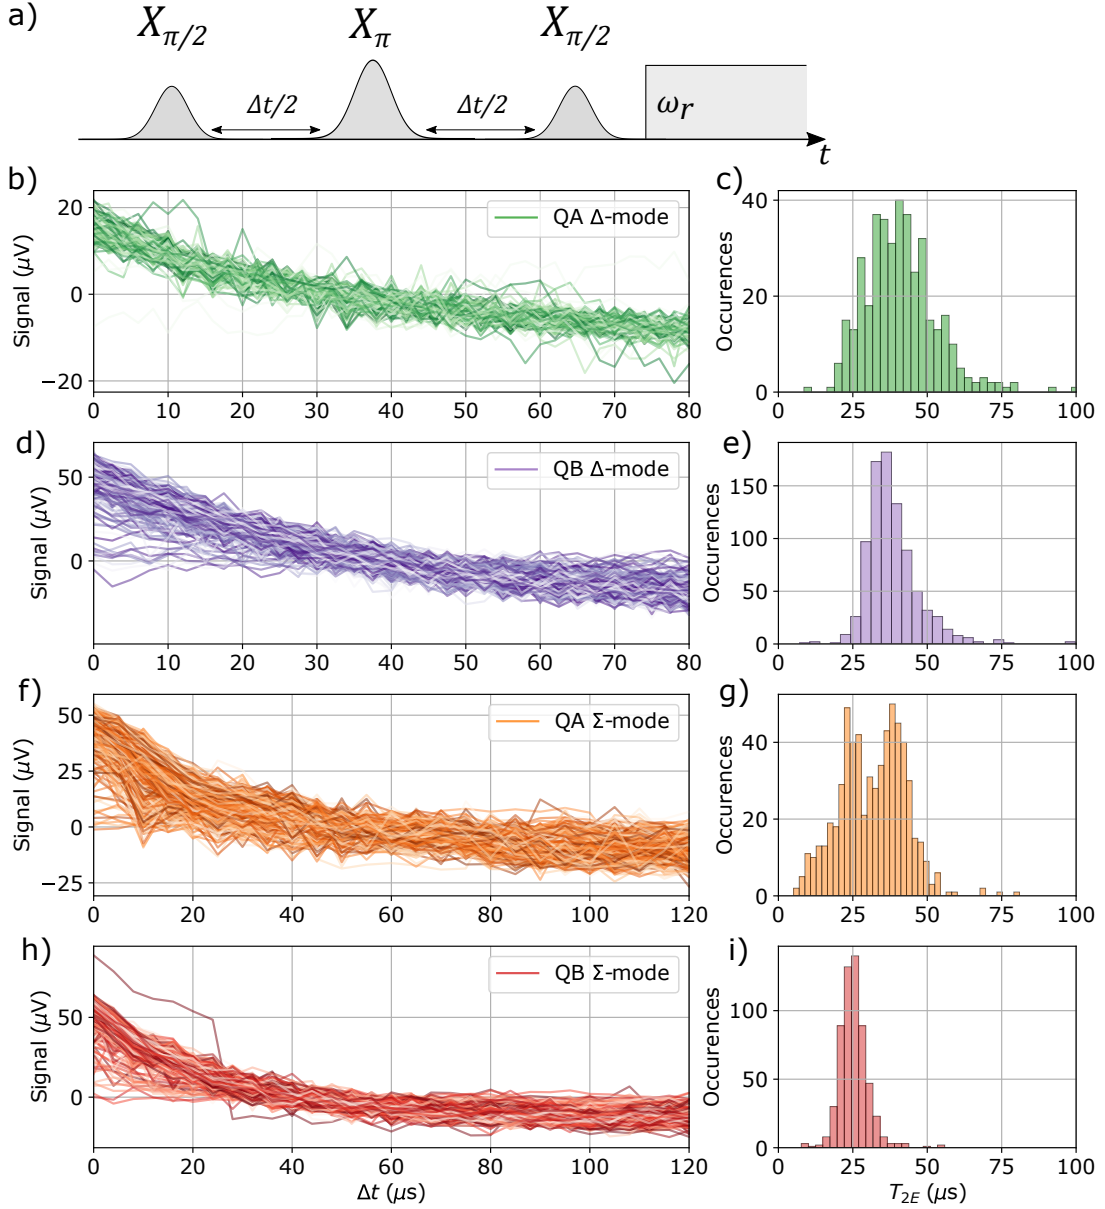 a)
X_{π/2} X_π X_{π/2}
Δt/2 Δt/2
ω_r
t
b)
Signal (μV)
20
0
−20
QA Δ-mode
0 10 20 30 40 50 60 70 80
c)
Occurences
40
20
0
0 25 50 75 100
d)
Signal (μV)
50
0
QB Δ-mode
0 10 20 30 40 50 60 70 80
e)
Occurences
150
100
50
0
0 25 50 75 100
f)
Signal (μV)
50
25
0
−25
QA Σ-mode
0 20 40 60 80 100 120
g)
Occurences
40
20
0
0 25 50 75 100
h)
Signal (μV)
50
0
QB Σ-mode
0 20 40 60 80 100 120
Δt (μs)
i)
Occurences
100
50
0
0 25 50 75 100
T_{2E} (μs)